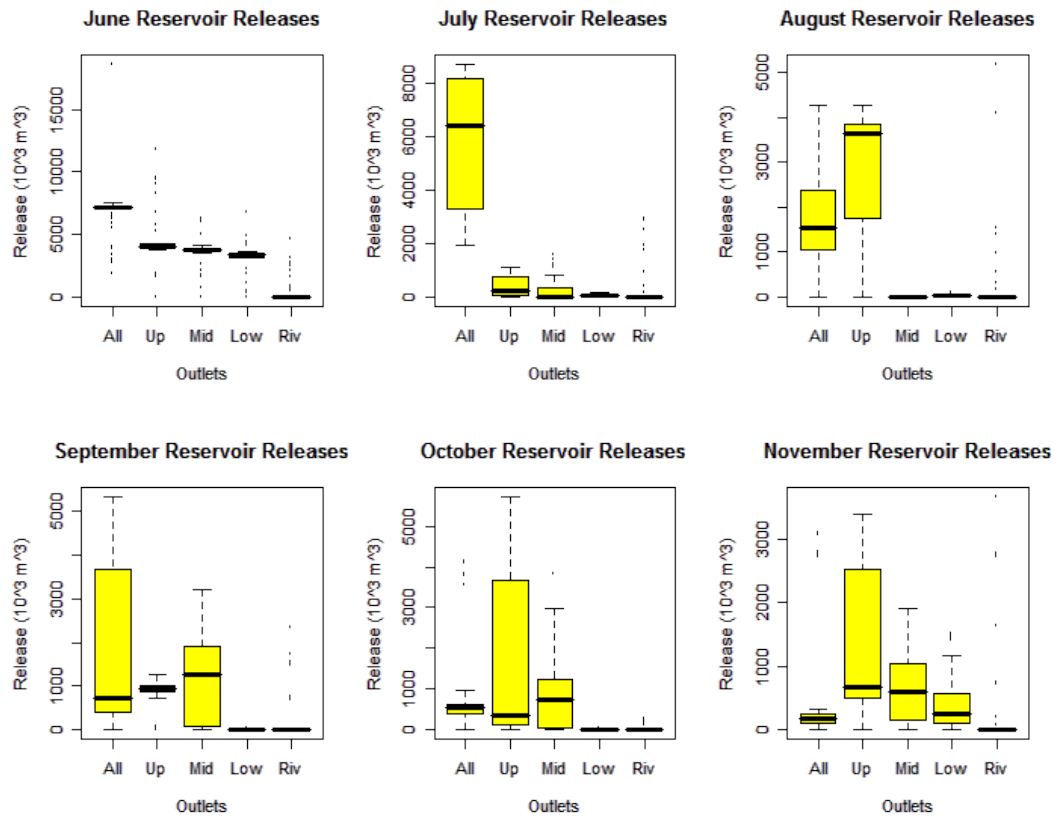 June Reservoir Releases
Release (10^3 m^3)
15000
10000
5000
0
All Up Mid Low Riv
Outlets
July Reservoir Releases
Release (10^3 m^3)
8000
6000
4000
2000
0
All Up Mid Low Riv
Outlets
August Reservoir Releases
Release (10^3 m^3)
5000
3000
1000
0
All Up Mid Low Riv
Outlets
September Reservoir Releases
Release (10^3 m^3)
5000
3000
1000
0
All Up Mid Low Riv
Outlets
October Reservoir Releases
Release (10^3 m^3)
5000
3000
1000
0
All Up Mid Low Riv
Outlets
November Reservoir Releases
Release (10^3 m^3)
3000
2000
1000
0
All Up Mid Low Riv
Outlets